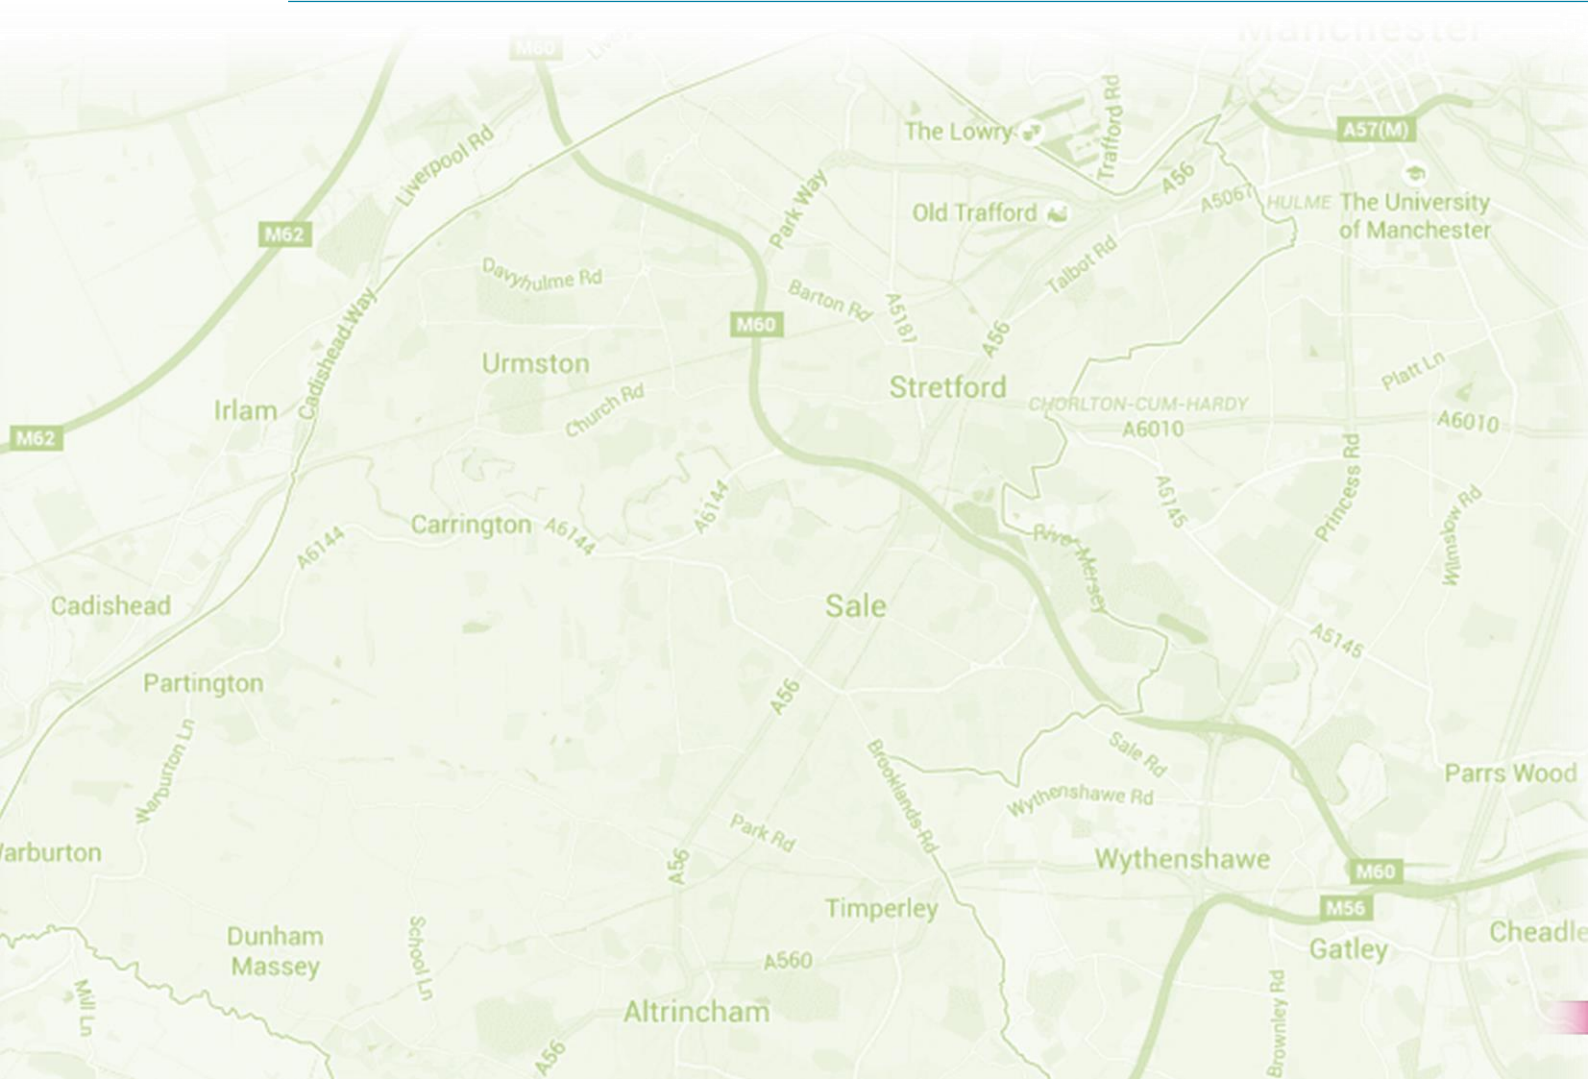 Manchester
M60
The Lowry
Trafford Rd
A57(M)
Liverpool Rd
A56
Park Way
A5067
HULME
The University
of Manchester
Old Trafford
M62
Talbot Rd
Davyhulme Rd
Barton Rd
A5181
M60
A56
Cadishead Way
Urmston
Platt Ln
Stretford
Irlam
Church Rd
CHORLTON-CUM-HARDY
A6010
A6010
M62
Princess Rd
A6144
A5145
Carrington
A6144
A6144
River Mersey
Wilmslow Rd
Cadishead
Sale
A5145
Partington
A56
Warburton Ln
Brooklands Rd
Sale Rd
Parrs Wood
Wythenshawe Rd
Park Rd
arburton
A56
Wythenshawe
M60
Timperley
M56
Dunham
Massey
School Ln
Cheadle
Gatley
A560
Mill Ln
Altrincham
Brownley Rd
A56